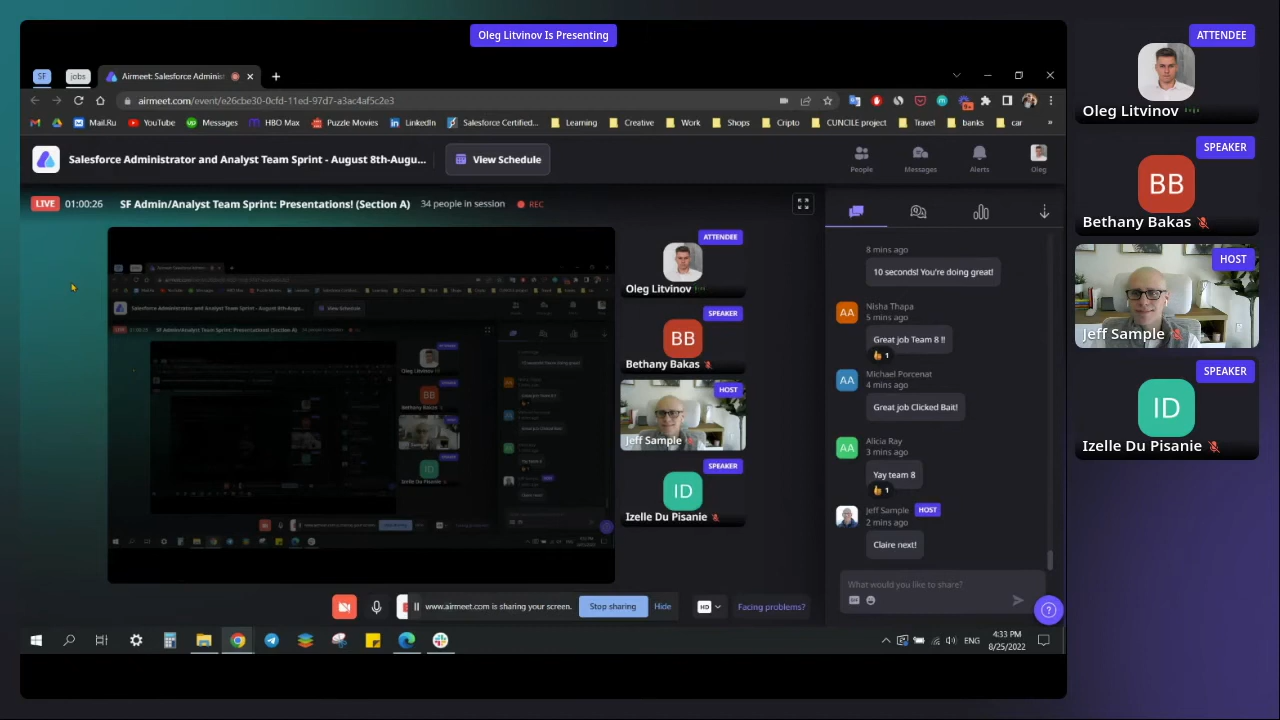 Oleg Litvinov Is Presenting
SF
jobs
Airmeet: Salesforce Administ
airmeet.com/event/e26cbe30-0cfd-11ed-97d7-a3ac4af5c2e3
Mail.Ru
YouTube
Messages
HBO Max
Puzzle Movies
LinkedIn
Salesforce Certified...
Learning
Creative
Work
Shops
Cripto
CUNCILE project
Travel
banks
car
»
Salesforce Administrator and Analyst Team Sprint - August 8th-Augu...
View Schedule
People
Messages
Alerts
Oleg
LIVE
01:00:26
SF Admin/Analyst Team Sprint: Presentations! (Section A)
34 people in session
REC
ATTENDEE
Oleg Litvinov
SPEAKER
BB
Bethany Bakas
HOST
Jeff Sample
SPEAKER
ID
Izelle Du Pisanie
8 mins ago
10 seconds! You're doing great!
AA
Nisha Thapa
5 mins ago
Great job Team 8 !!
1
AA
Michael Porcenat
4 mins ago
Great job Clicked Bait!
AA
Alicia Ray
3 mins ago
Yay team 8
1
Jeff Sample
HOST
2 mins ago
Claire next!
What would you like to share?
www.airmeet.com is sharing your screen.
Stop sharing
Hide
HD
Facing problems?
?
ENG
4:33 PM
8/25/2022
ATTENDEE
Oleg Litvinov
SPEAKER
BB
Bethany Bakas
HOST
Jeff Sample
SPEAKER
ID
Izelle Du Pisanie